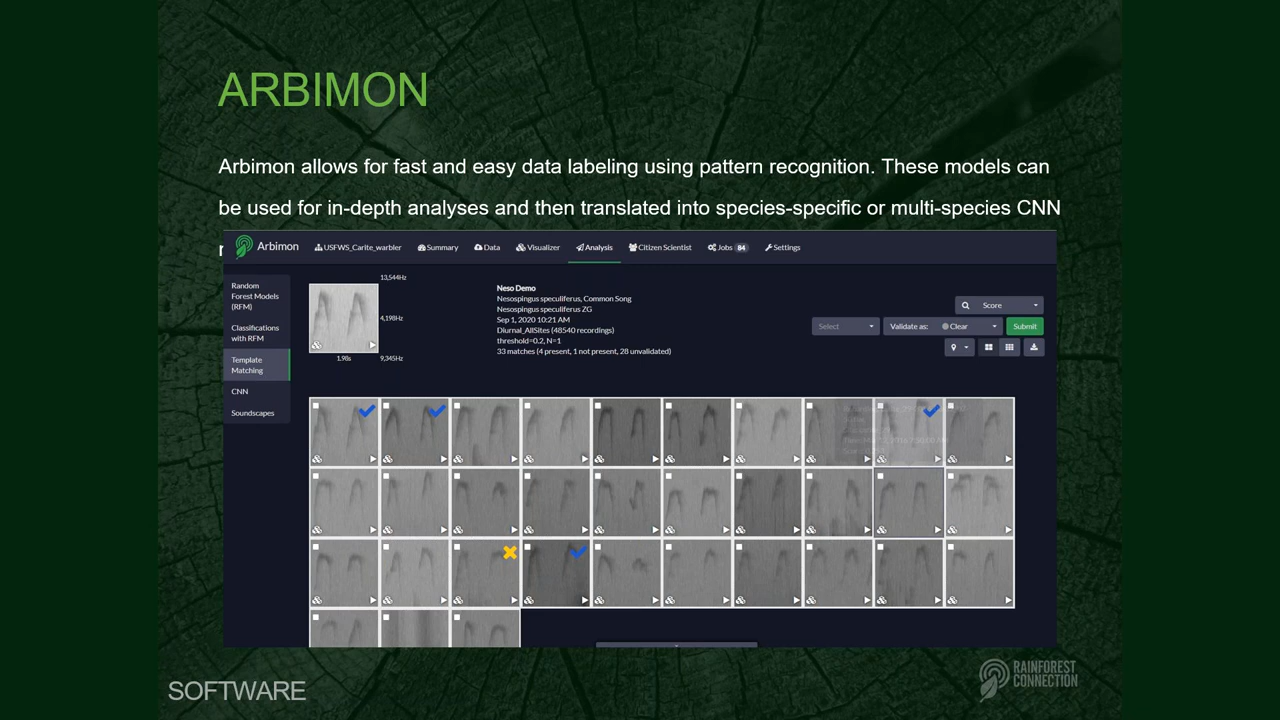 ARBIMON
Arbimon allows for fast and easy data labeling using pattern recognition. These models can
be used for in-depth analyses and then translated into species-specific or multi-species CNN
Arbimon
USFWS_Carite_warbler
Summary
Data
Visualizer
Analysis
Citizen Scientist
Jobs 84
Settings
Random
Forest Models
(RFM)
Classifications
with RFM
Template
Matching
CNN
Soundscapes
13,544Hz
4,198Hz
1.98s
9,345Hz
Neso Demo
Nesospingus speculiferus, Common Song
Nesospingus speculiferus ZG
Sep 1, 2020 10:21 AM
Diurnal_AllSites (48540 recordings)
threshold=0.2, N=1
33 matches (4 present, 1 not present, 28 unvalidated)
Score
Select
Validate as:
Clear
Submit
SOFTWARE
RAINFOREST
CONNECTION